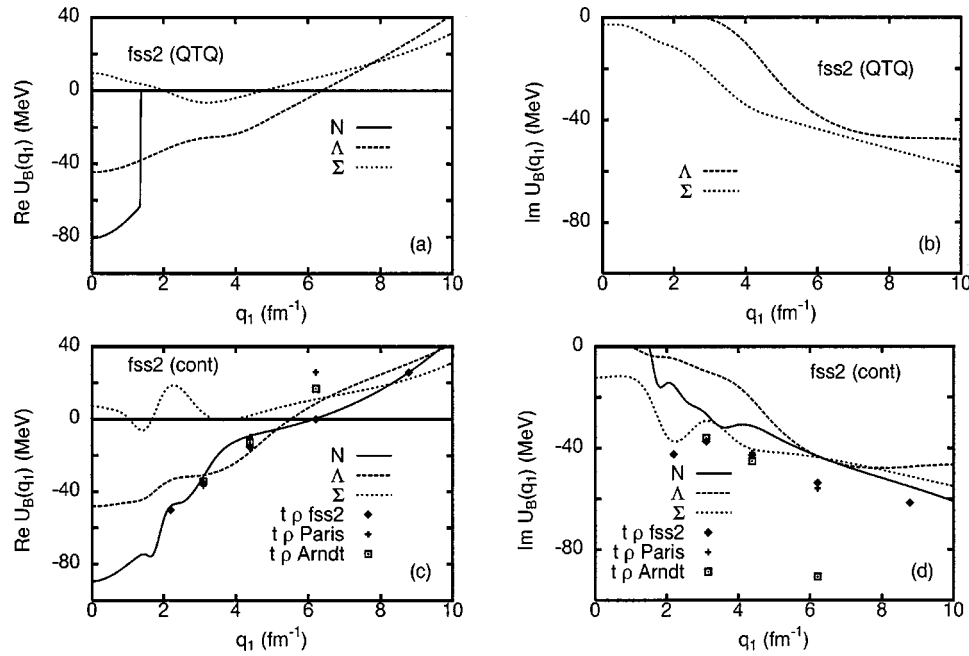 40
0
-40
-80
Re U_B(q_1) (MeV)
fss2 (QTQ)
N
Λ
Σ
(a)
0 2 4 6 8 10
q_1 (fm^{-1})
0
-40
-80
Im U_B(q_1) (MeV)
fss2 (QTQ)
Λ
Σ
(b)
0 2 4 6 8 10
q_1 (fm^{-1})
40
0
-40
-80
Re U_B(q_1) (MeV)
fss2 (cont)
N
Λ
Σ
t ρ fss2
t ρ Paris
t ρ Arndt
(c)
0 2 4 6 8 10
q_1 (fm^{-1})
0
-40
-80
Im U_B(q_1) (MeV)
fss2 (cont)
N
Λ
Σ
t ρ fss2
t ρ Paris
t ρ Arndt
(d)
0 2 4 6 8 10
q_1 (fm^{-1})